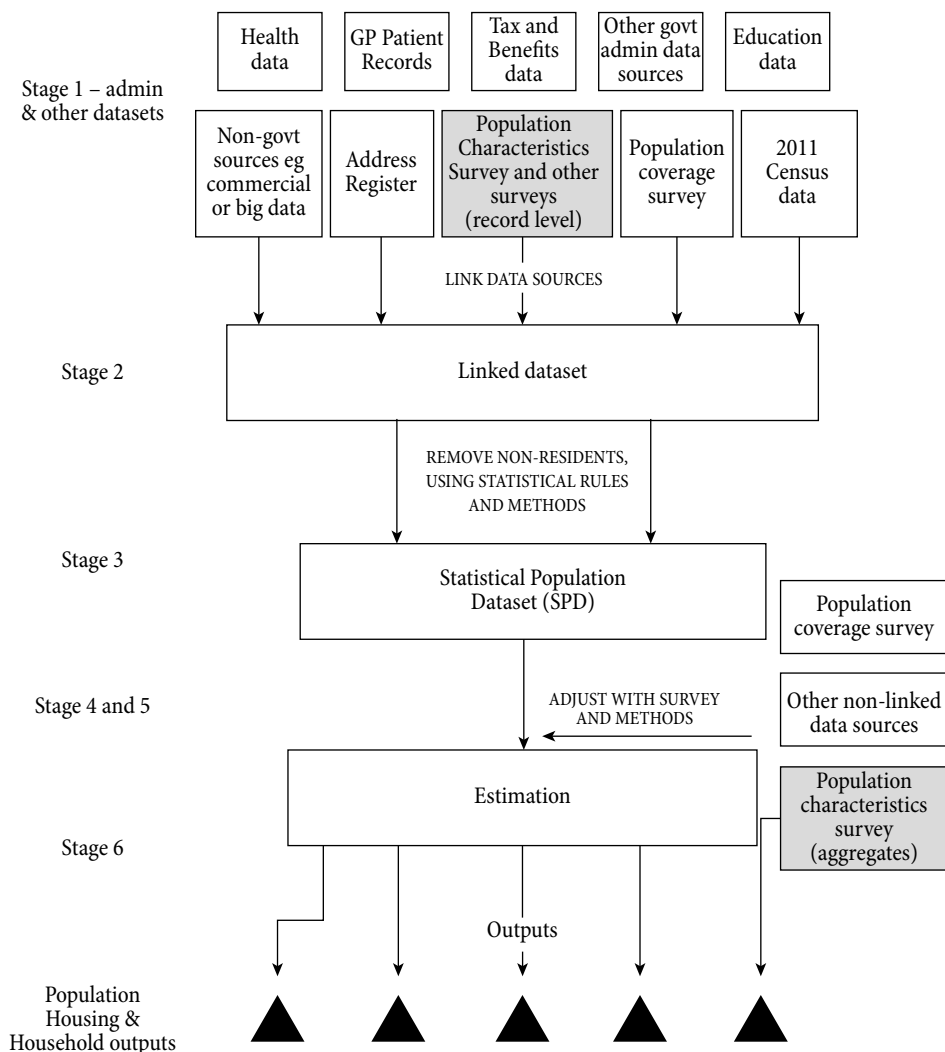 Health
data
GP Patient
Records
Tax and
Benefits
data
Other govt
admin data
sources
Education
data
Stage 1 – admin
& other datasets
Non-govt
sources eg
commercial
or big data
Address
Register
Population
Characteristics
Survey and other
surveys
(record level)
Population
coverage
survey
2011
Census
data
LINK DATA SOURCES
Stage 2
Linked dataset
REMOVE NON-RESIDENTS,
USING STATISTICAL RULES
AND METHODS
Stage 3
Statistical Population
Dataset (SPD)
Population
coverage survey
Stage 4 and 5
ADJUST WITH SURVEY
AND METHODS
Other non-linked
data sources
Estimation
Population
characteristics
survey
(aggregates)
Stage 6
Outputs
Population
Housing &
Household outputs